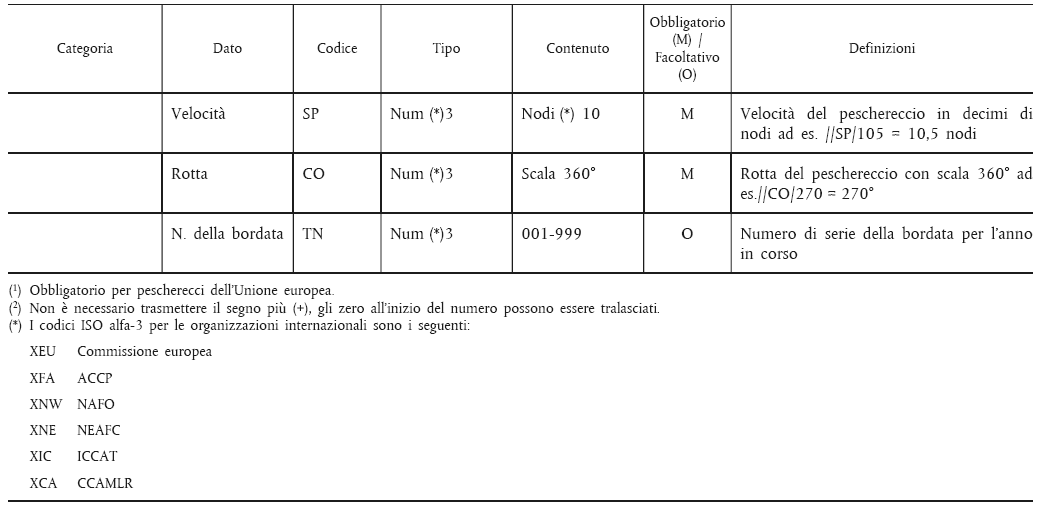 Categoria Dato Codice Tipo Contenuto Obbligatorio (M) / Facoltativo (O) Definizioni
Velocità SP Num (*)3 Nodi (*) 10 M Velocità del peschereccio in decimi di
nodi ad es. //SP/105 = 10,5 nodi
Rotta CO Num (*)3 Scala 360° M Rotta del peschereccio con scala 360° ad
es.//CO/270 = 270°
N. della bordata TN Num (*)3 001-999 O Numero di serie della bordata per l'anno
in corso
(1) Obbligatorio per pescherecci dell'Unione europea.
(2) Non è necessario trasmettere il segno più (+), gli zero all'inizio del numero possono essere tralasciati.
(*) I codici ISO alfa-3 per le organizzazioni internazionali sono i seguenti:
XEU Commissione europea
XFA ACCP
XNW NAFO
XNE NEAFC
XIC ICCAT
XCA CCAMLR